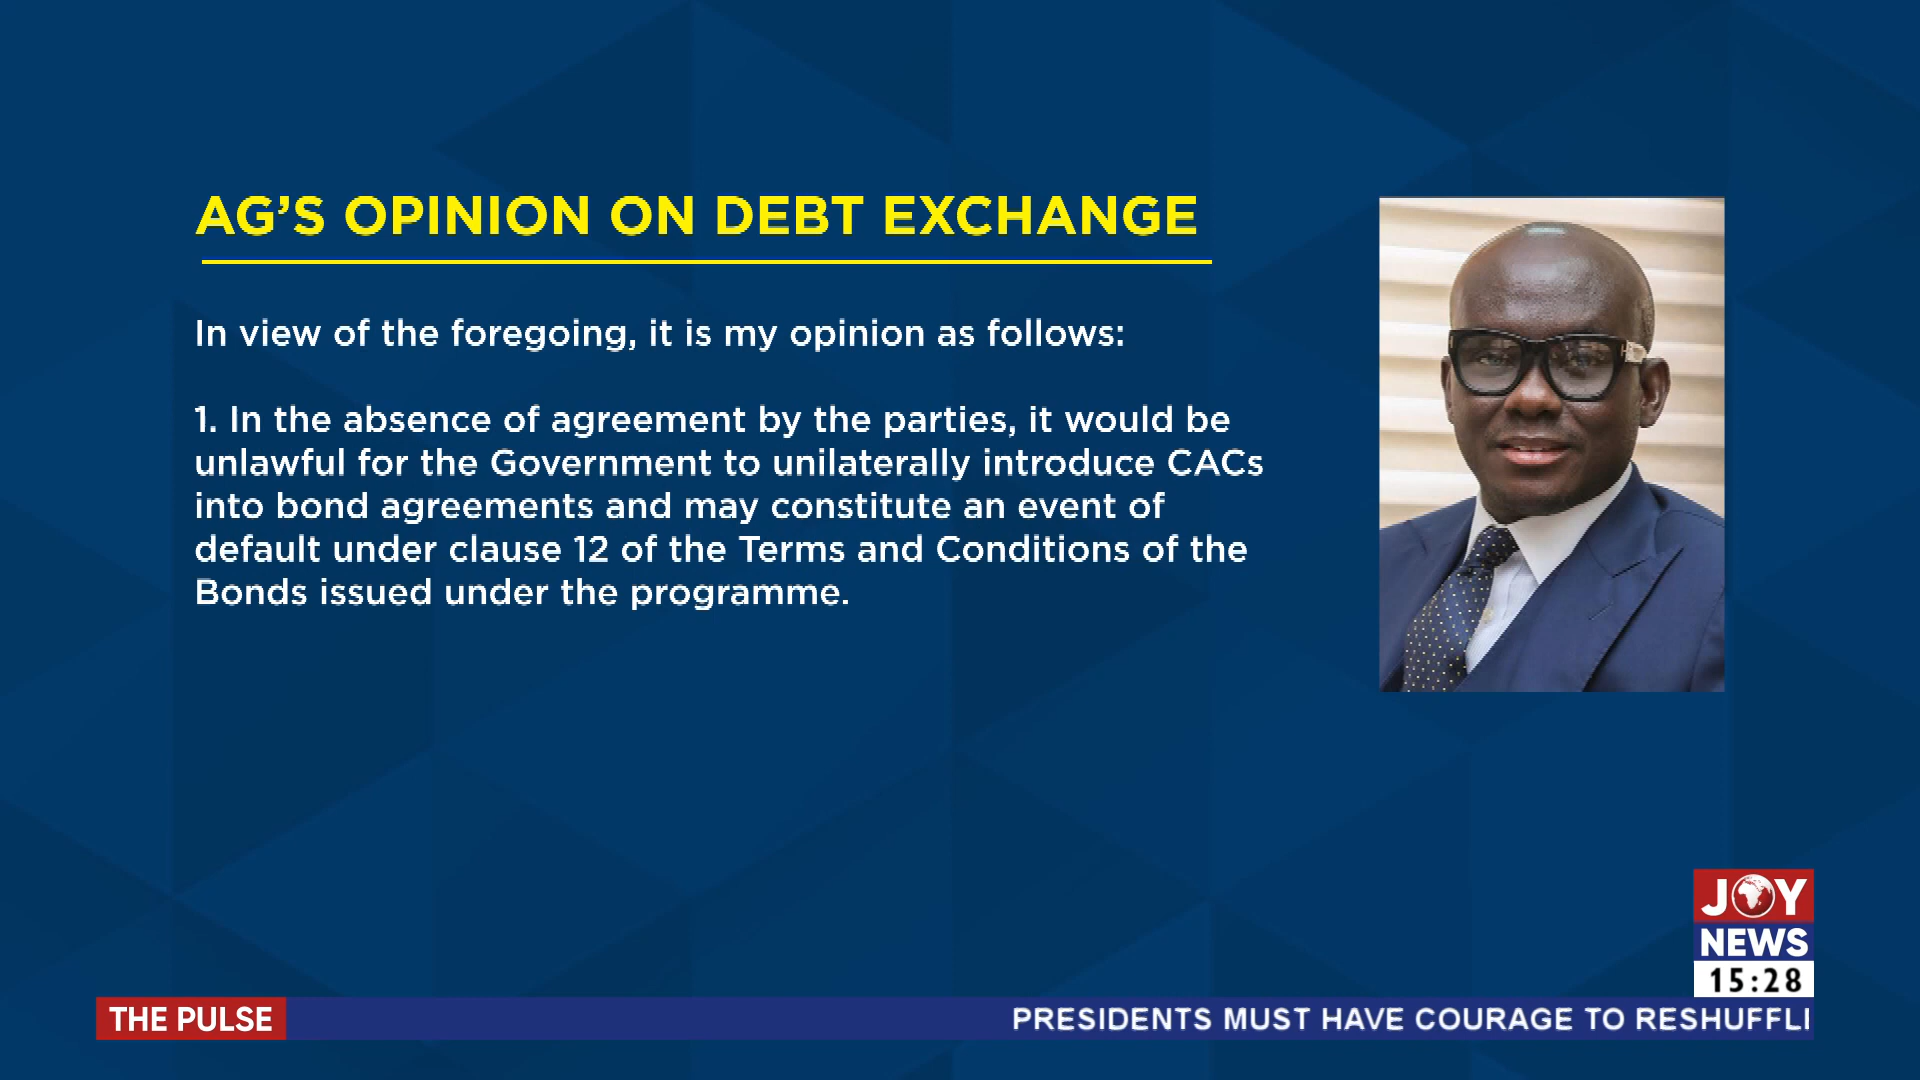 AG'S OPINION ON DEBT EXCHANGE
In view of the foregoing, it is my opinion as follows:
1. In the absence of agreement by the parties, it would be
unlawful for the Government to unilaterally introduce CACs
into bond agreements and may constitute an event of
default under clause 12 of the Terms and Conditions of the
Bonds issued under the programme.
JOY
NEWS
15:28
THE PULSE
PRESIDENTS MUST HAVE COURAGE TO RESHUFFLI